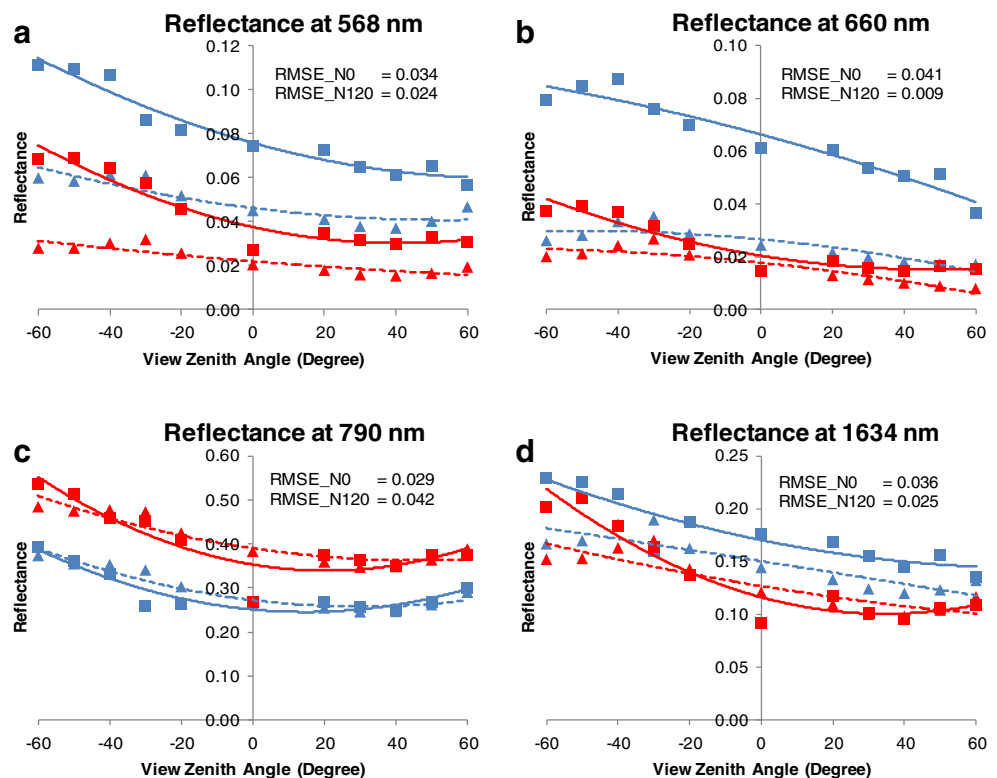 a
Reflectance at 568 nm
0.12
0.10
0.08
0.06
0.04
0.02
0.00
RMSE_N0 = 0.034
RMSE_N120 = 0.024
Reflectance
-60 -40 -20 0 20 40 60
View Zenith Angle (Degree)
b
Reflectance at 660 nm
0.10
0.08
0.06
0.04
0.02
0.00
RMSE_N0 = 0.041
RMSE_N120 = 0.009
Reflectance
-60 -40 -20 0 20 40 60
View Zenith Angle (Degree)
c
Reflectance at 790 nm
0.60
0.50
0.40
0.30
0.20
0.10
0.00
RMSE_N0 = 0.029
RMSE_N120 = 0.042
Reflectance
-60 -40 -20 0 20 40 60
View Zenith Angle (Degree)
d
Reflectance at 1634 nm
0.25
0.20
0.15
0.10
0.05
0.00
RMSE_N0 = 0.036
RMSE_N120 = 0.025
Reflectance
-60 -40 -20 0 20 40 60
View Zenith Angle (Degree)